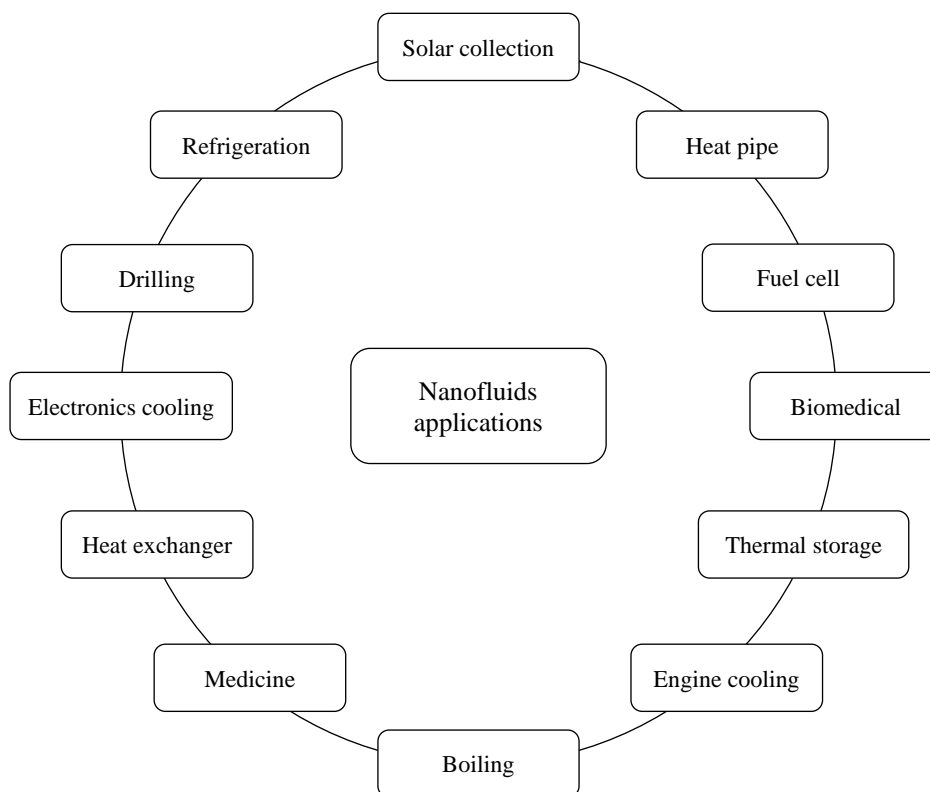 Solar collection
Refrigeration
Heat pipe
Drilling
Fuel cell
Nanofluids
applications
Electronics cooling
Biomedical
Heat exchanger
Thermal storage
Medicine
Engine cooling
Boiling